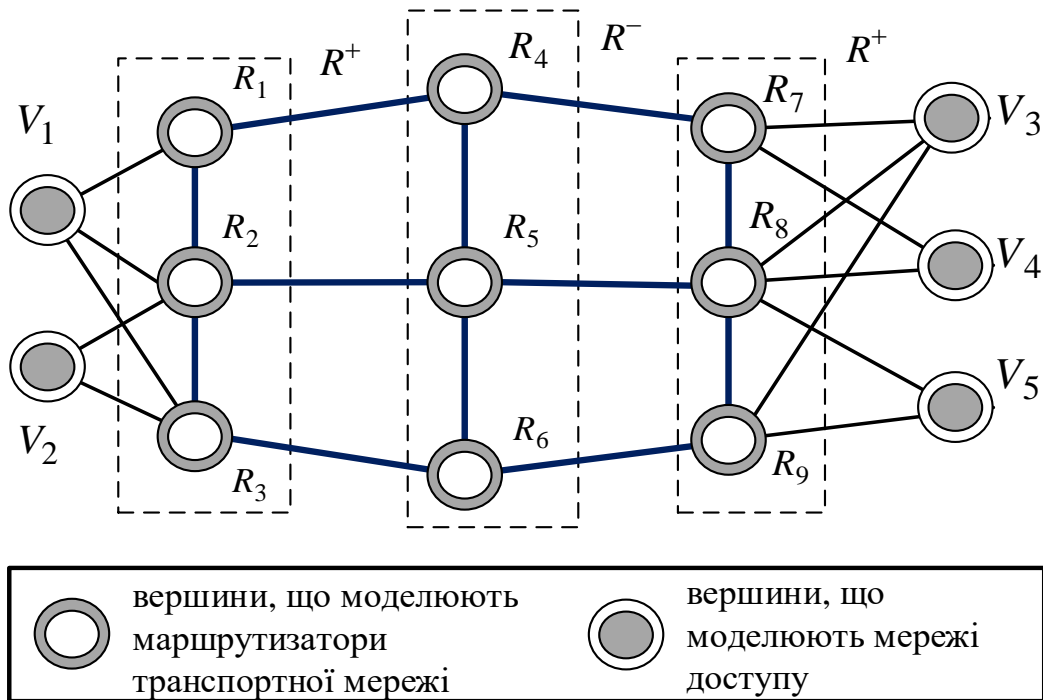 R₄
R⁺
R⁻
R⁺
R₁
R₇
V₁
V₃
R₂
R₅
R₈
V₄
V₅
V₂
R₆
R₃
R₉
вершини, що моделюють
маршрутизатори
транспортної мережі
вершини, що
моделюють мережі
доступу